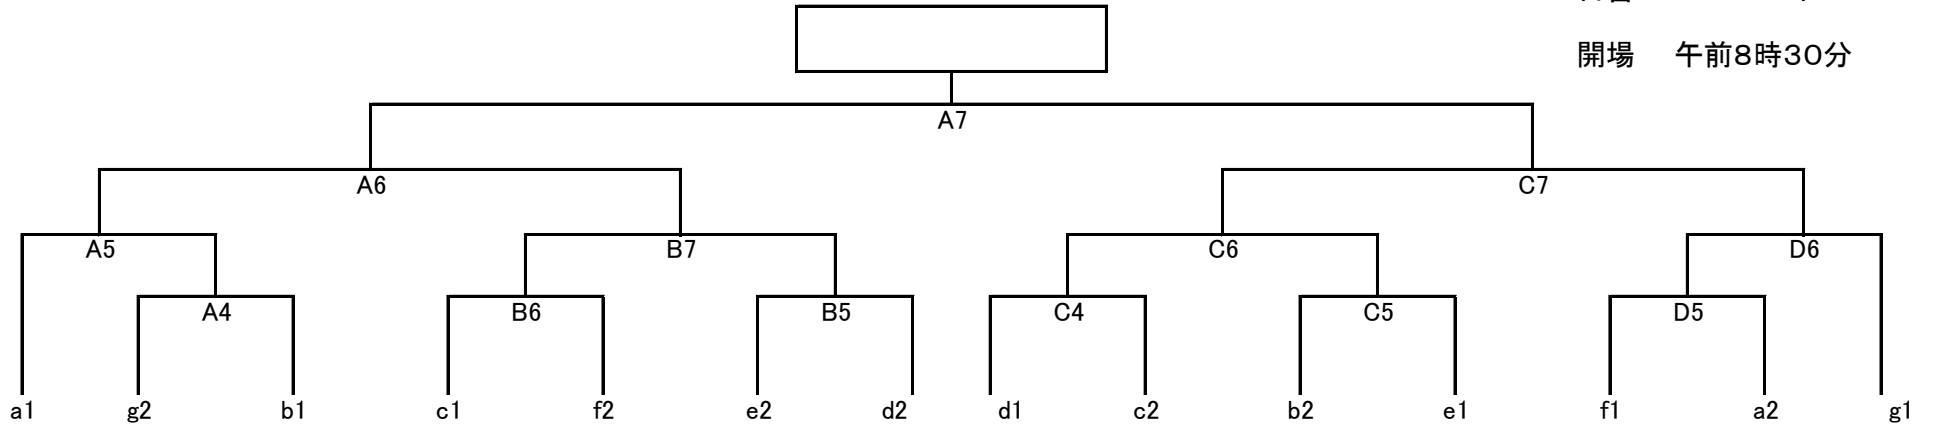 開場　午前8時30分
A7
A6 C7
A5 B7 C6 D6
A4 B6 B5 C4 C5 D5
a1 g2 b1 c1 f2 e2 d2 d1 c2 b2 e1 f1 a2 g1